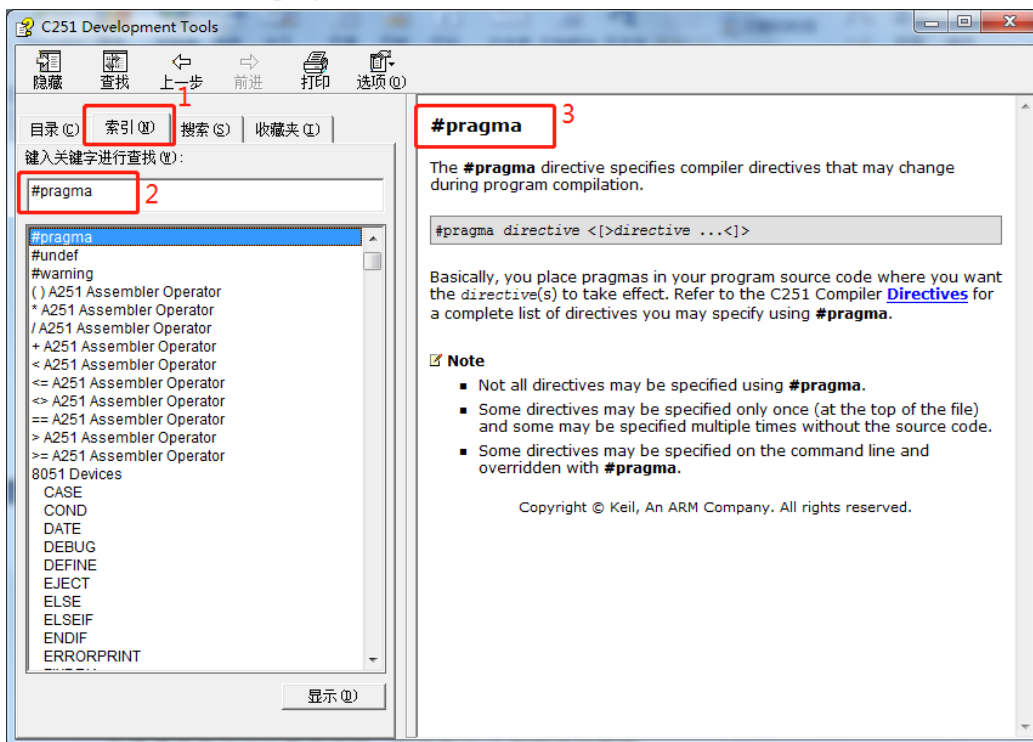 C251 Development Tools
隐藏 查找 上一步 前进 打印 选项(O)
1
目录(C) 索引(N) 搜索(S) 收藏夹(I)
键入关键字进行查找(W):
#pragma
2
#pragma
#undef
#warning
( ) A251 Assembler Operator
* A251 Assembler Operator
/ A251 Assembler Operator
+ A251 Assembler Operator
< A251 Assembler Operator
<= A251 Assembler Operator
<> A251 Assembler Operator
== A251 Assembler Operator
> A251 Assembler Operator
>= A251 Assembler Operator
8051 Devices
CASE
COND
DATE
DEBUG
DEFINE
EJECT
ELSE
ELSEIF
ENDIF
ERRORPRINT
显示(D)
#pragma
3
The #pragma directive specifies compiler directives that may change
during program compilation.
#pragma directive <[>directive ...<]>
Basically, you place pragmas in your program source code where you want
the directive(s) to take effect. Refer to the C251 Compiler Directives for
a complete list of directives you may specify using #pragma.
Note
Not all directives may be specified using #pragma.
Some directives may be specified only once (at the top of the file)
and some may be specified multiple times without the source code.
Some directives may be specified on the command line and
overridden with #pragma.
Copyright © Keil, An ARM Company. All rights reserved.